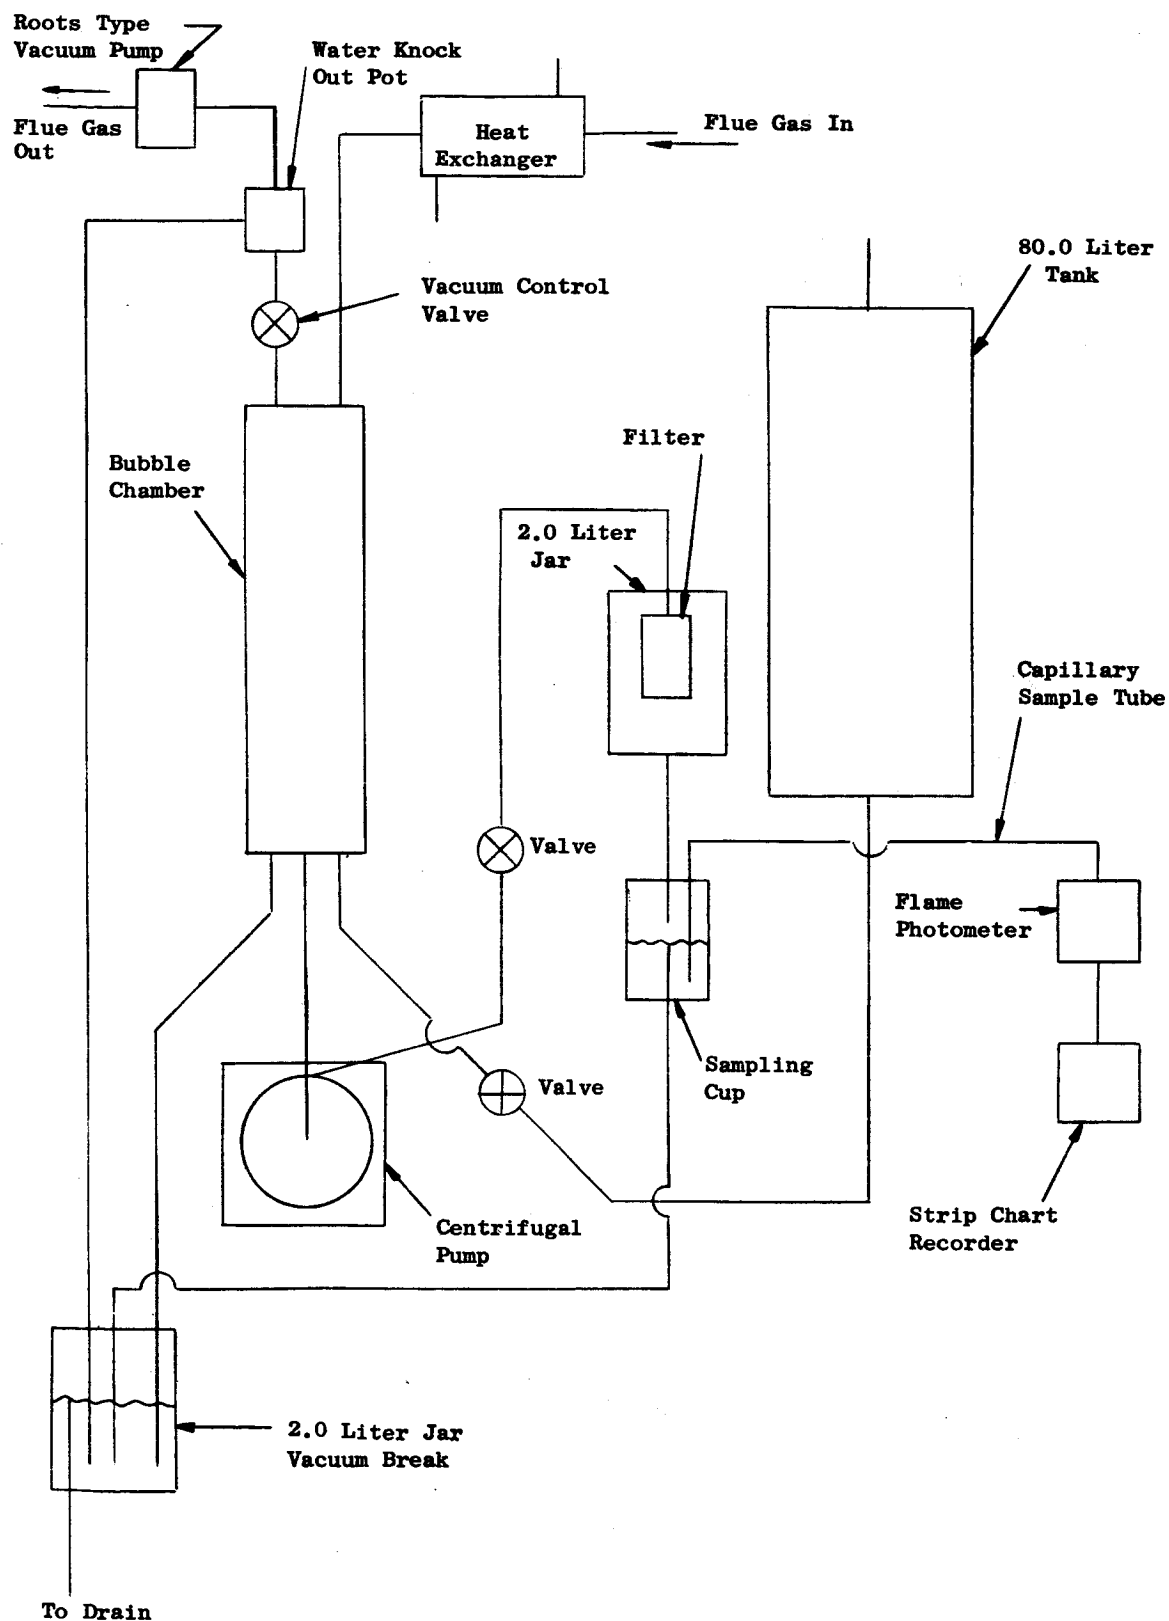 Roots Type
Vacuum Pump
Water Knock
Out Pot
Flue Gas
Out
Heat
Exchanger
Flue Gas In
80.0 Liter
Tank
Vacuum Control
Valve
Filter
Bubble
Chamber
2.0 Liter
Jar
Capillary
Sample Tube
Valve
Flame
Photometer
Sampling
Cup
Valve
Centrifugal
Pump
Strip Chart
Recorder
2.0 Liter Jar
Vacuum Break
To Drain